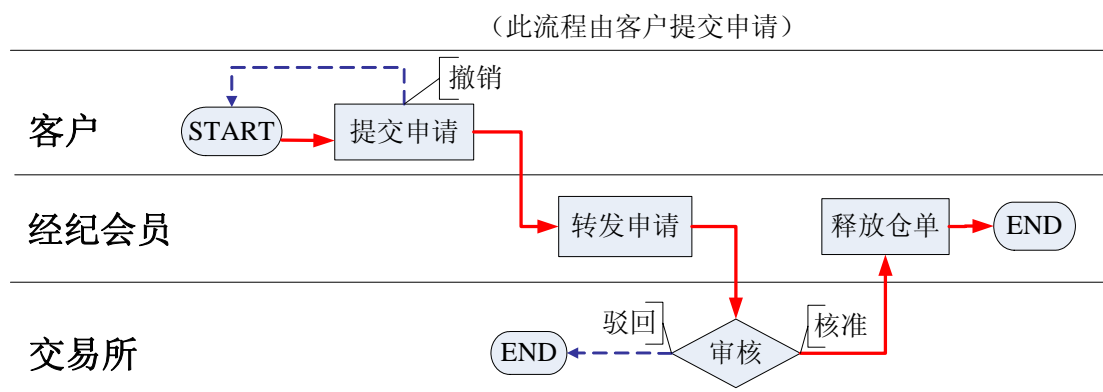 （此流程由客户提交申请）
撤销
客户
START
提交申请
经纪会员
转发申请
释放仓单
END
驳回
核准
交易所
END
审核